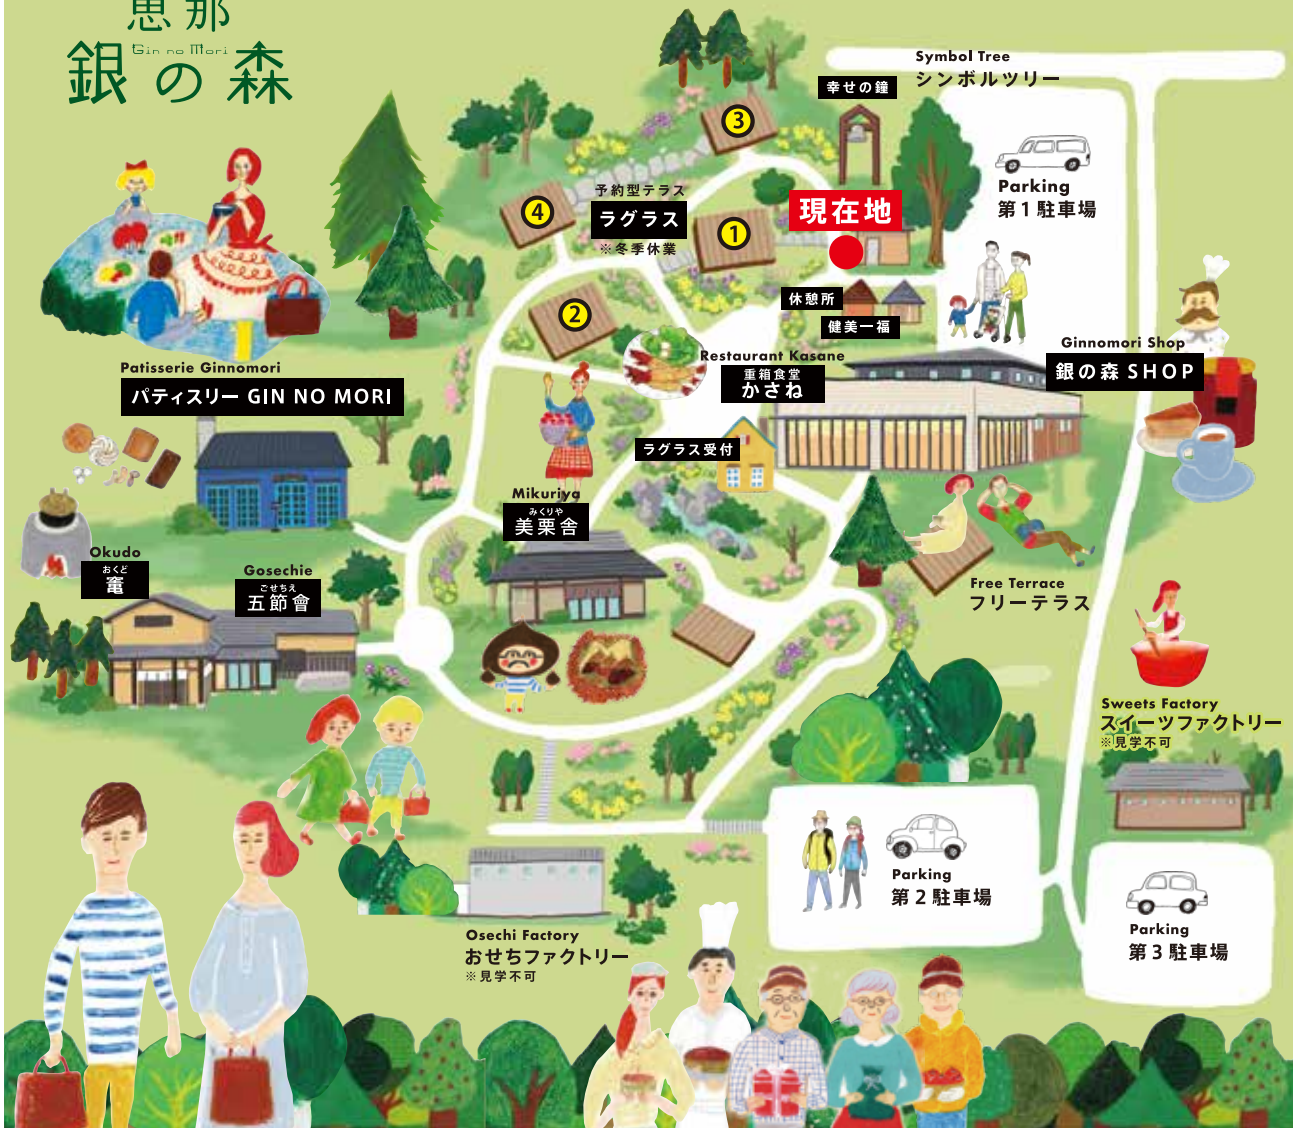 恵那
Gin no Mori
銀の森
Symbol Tree
シンボルツリー
幸せの鐘
3
Parking
第1駐車場
予約型テラス
ラグラス
※冬季休業
4
1
現在地
2
休憩所
健美一福
Ginnomori Shop
銀の森 SHOP
Restaurant Kasane
重箱食堂
かさね
Patisserie Ginnomori
パティスリー GIN NO MORI
ラグラス受付
Mikuriya
みくりや
美栗舎
Okudo
おくど
竃
Gosechie
ごせちえ
五節會
Free Terrace
フリーテラス
Sweets Factory
スイーツファクトリー
※見学不可
Parking
第2駐車場
Parking
第3駐車場
Osechi Factory
おせちファクトリー
※見学不可